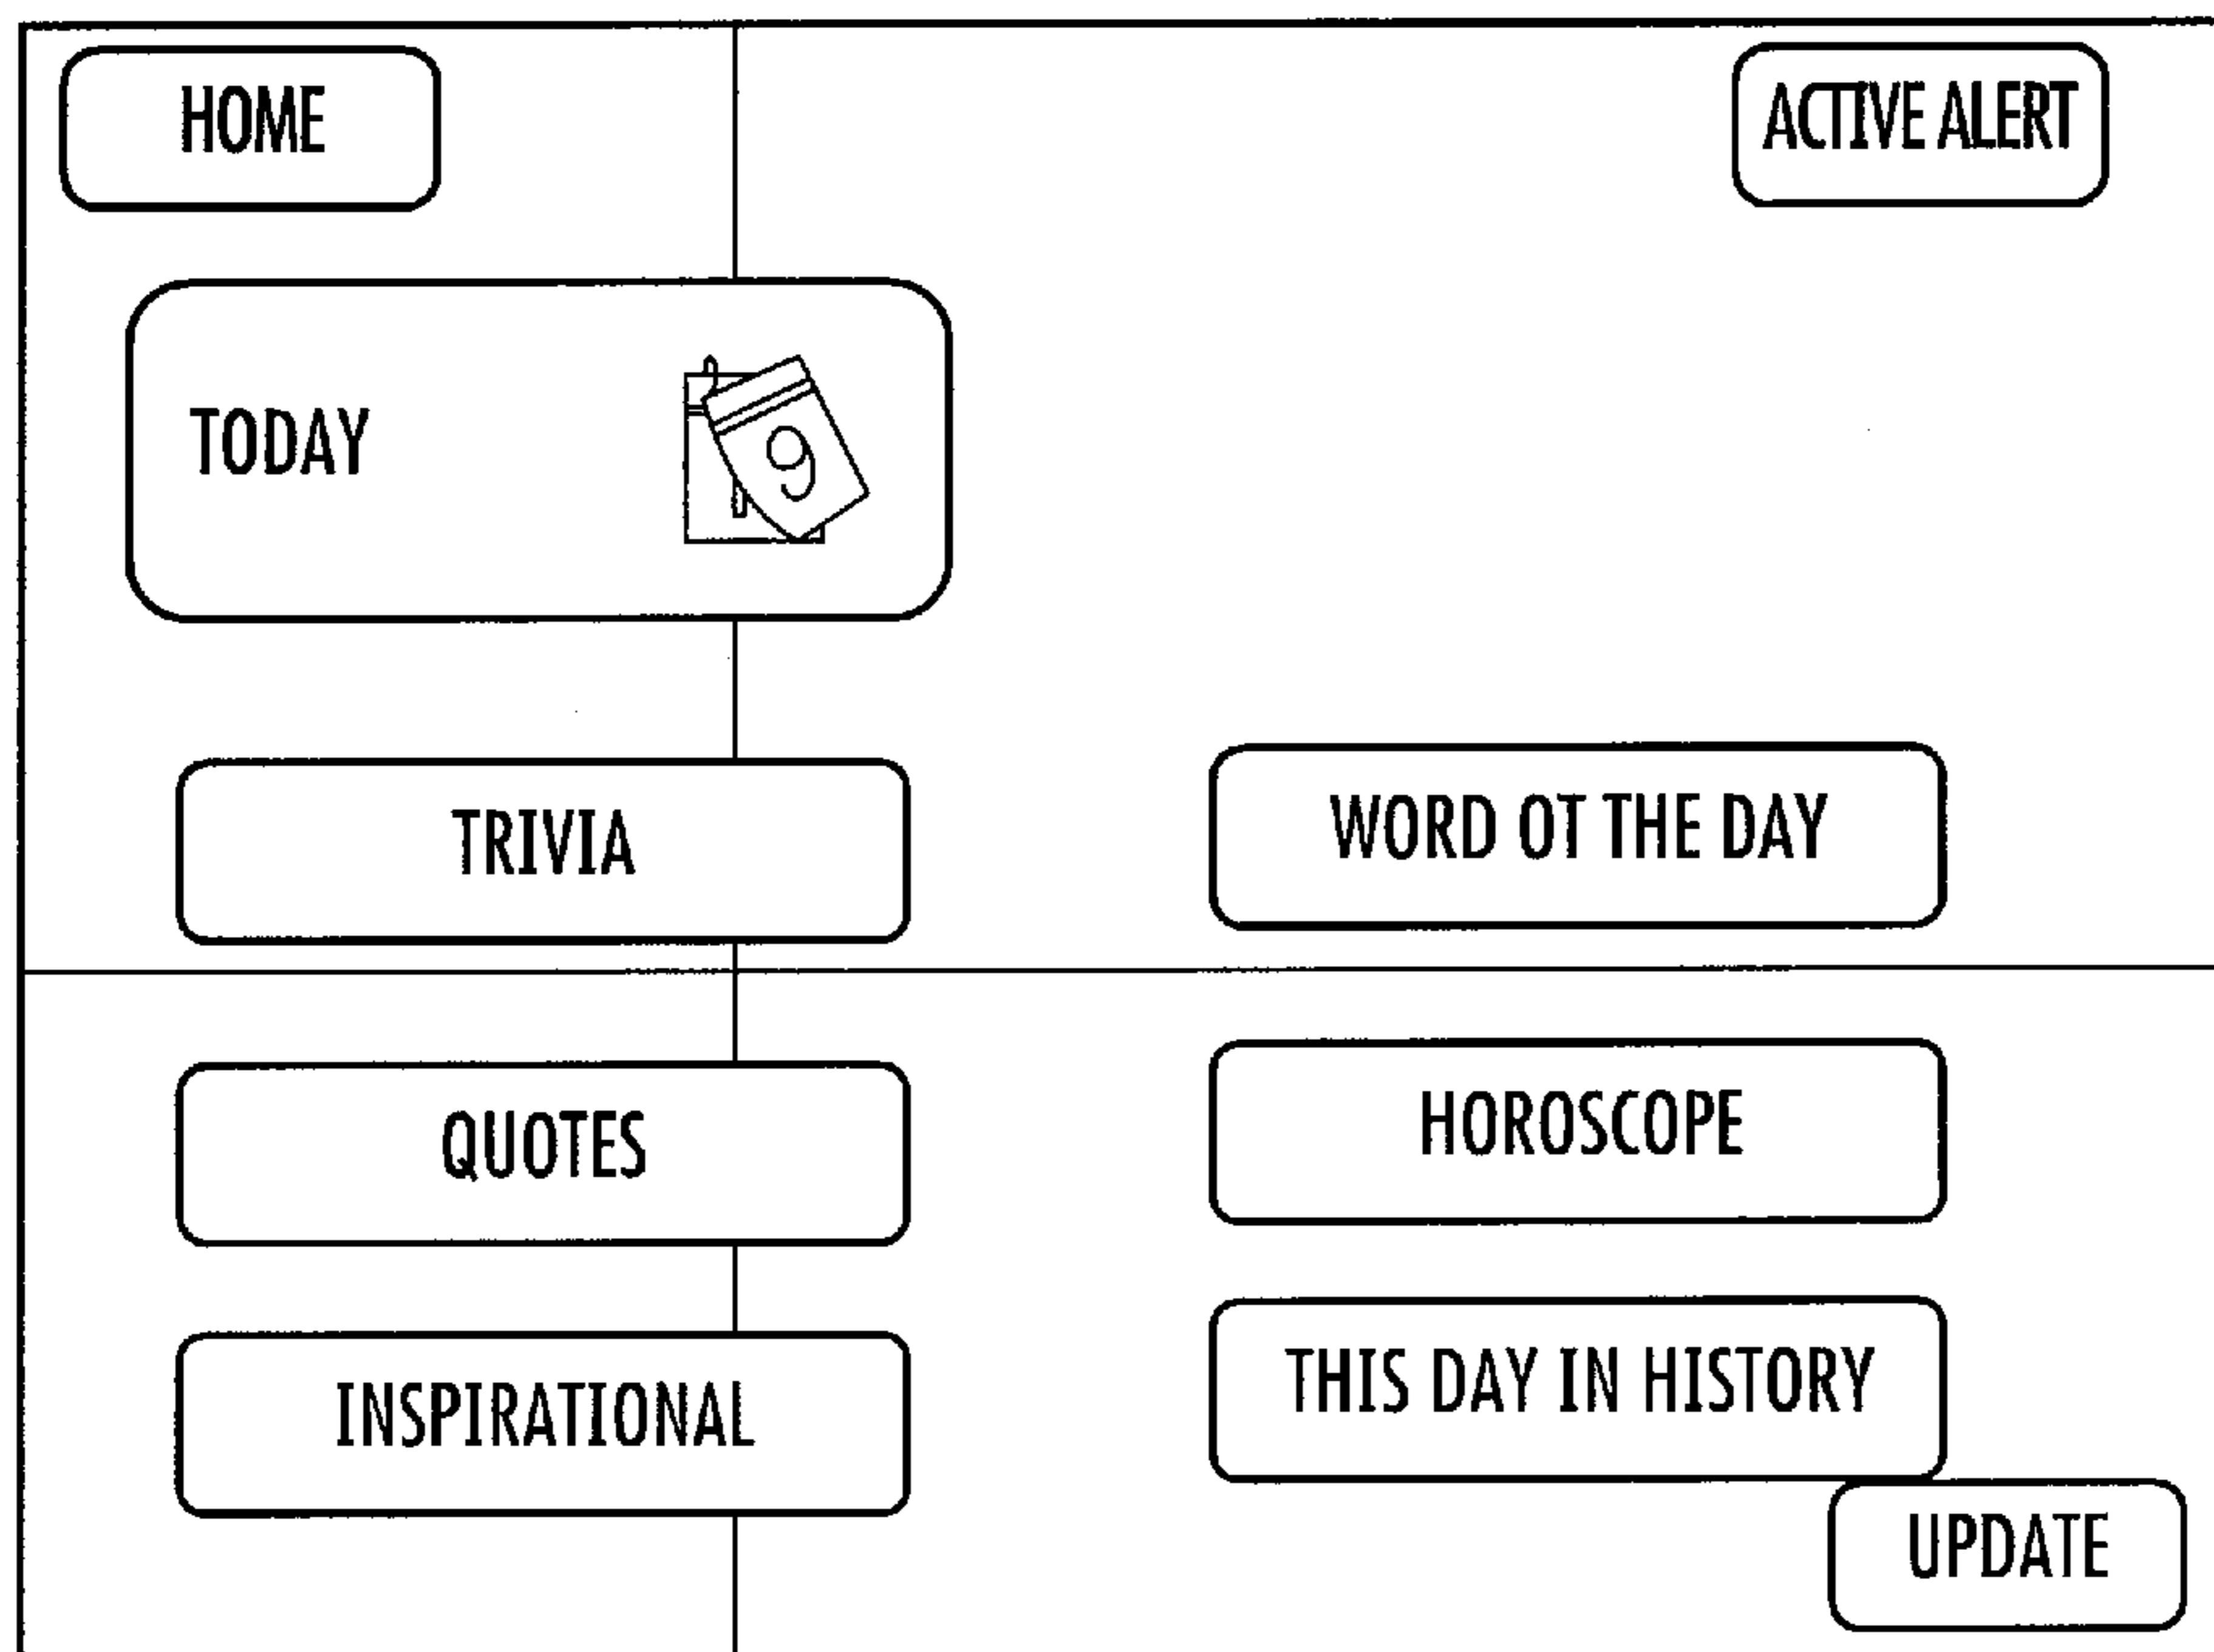 HOME
ACTIVE ALERT
TODAY
9
TRIVIA
WORD OT THE DAY
QUOTES
HOROSCOPE
INSPIRATIONAL
THIS DAY IN HISTORY
UPDATE